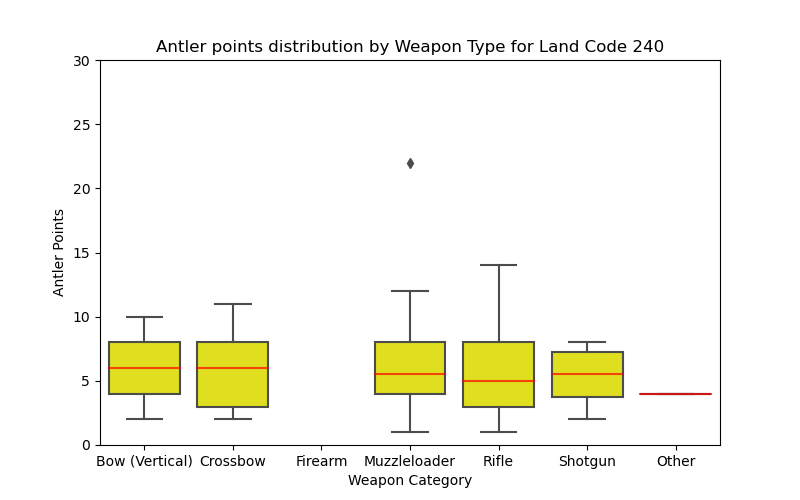 Antler points distribution by Weapon Type for Land Code 240
30
25
20
15
10
5
0
Antler Points
Bow (Vertical) Crossbow Firearm Muzzleloader Rifle Shotgun Other
Weapon Category